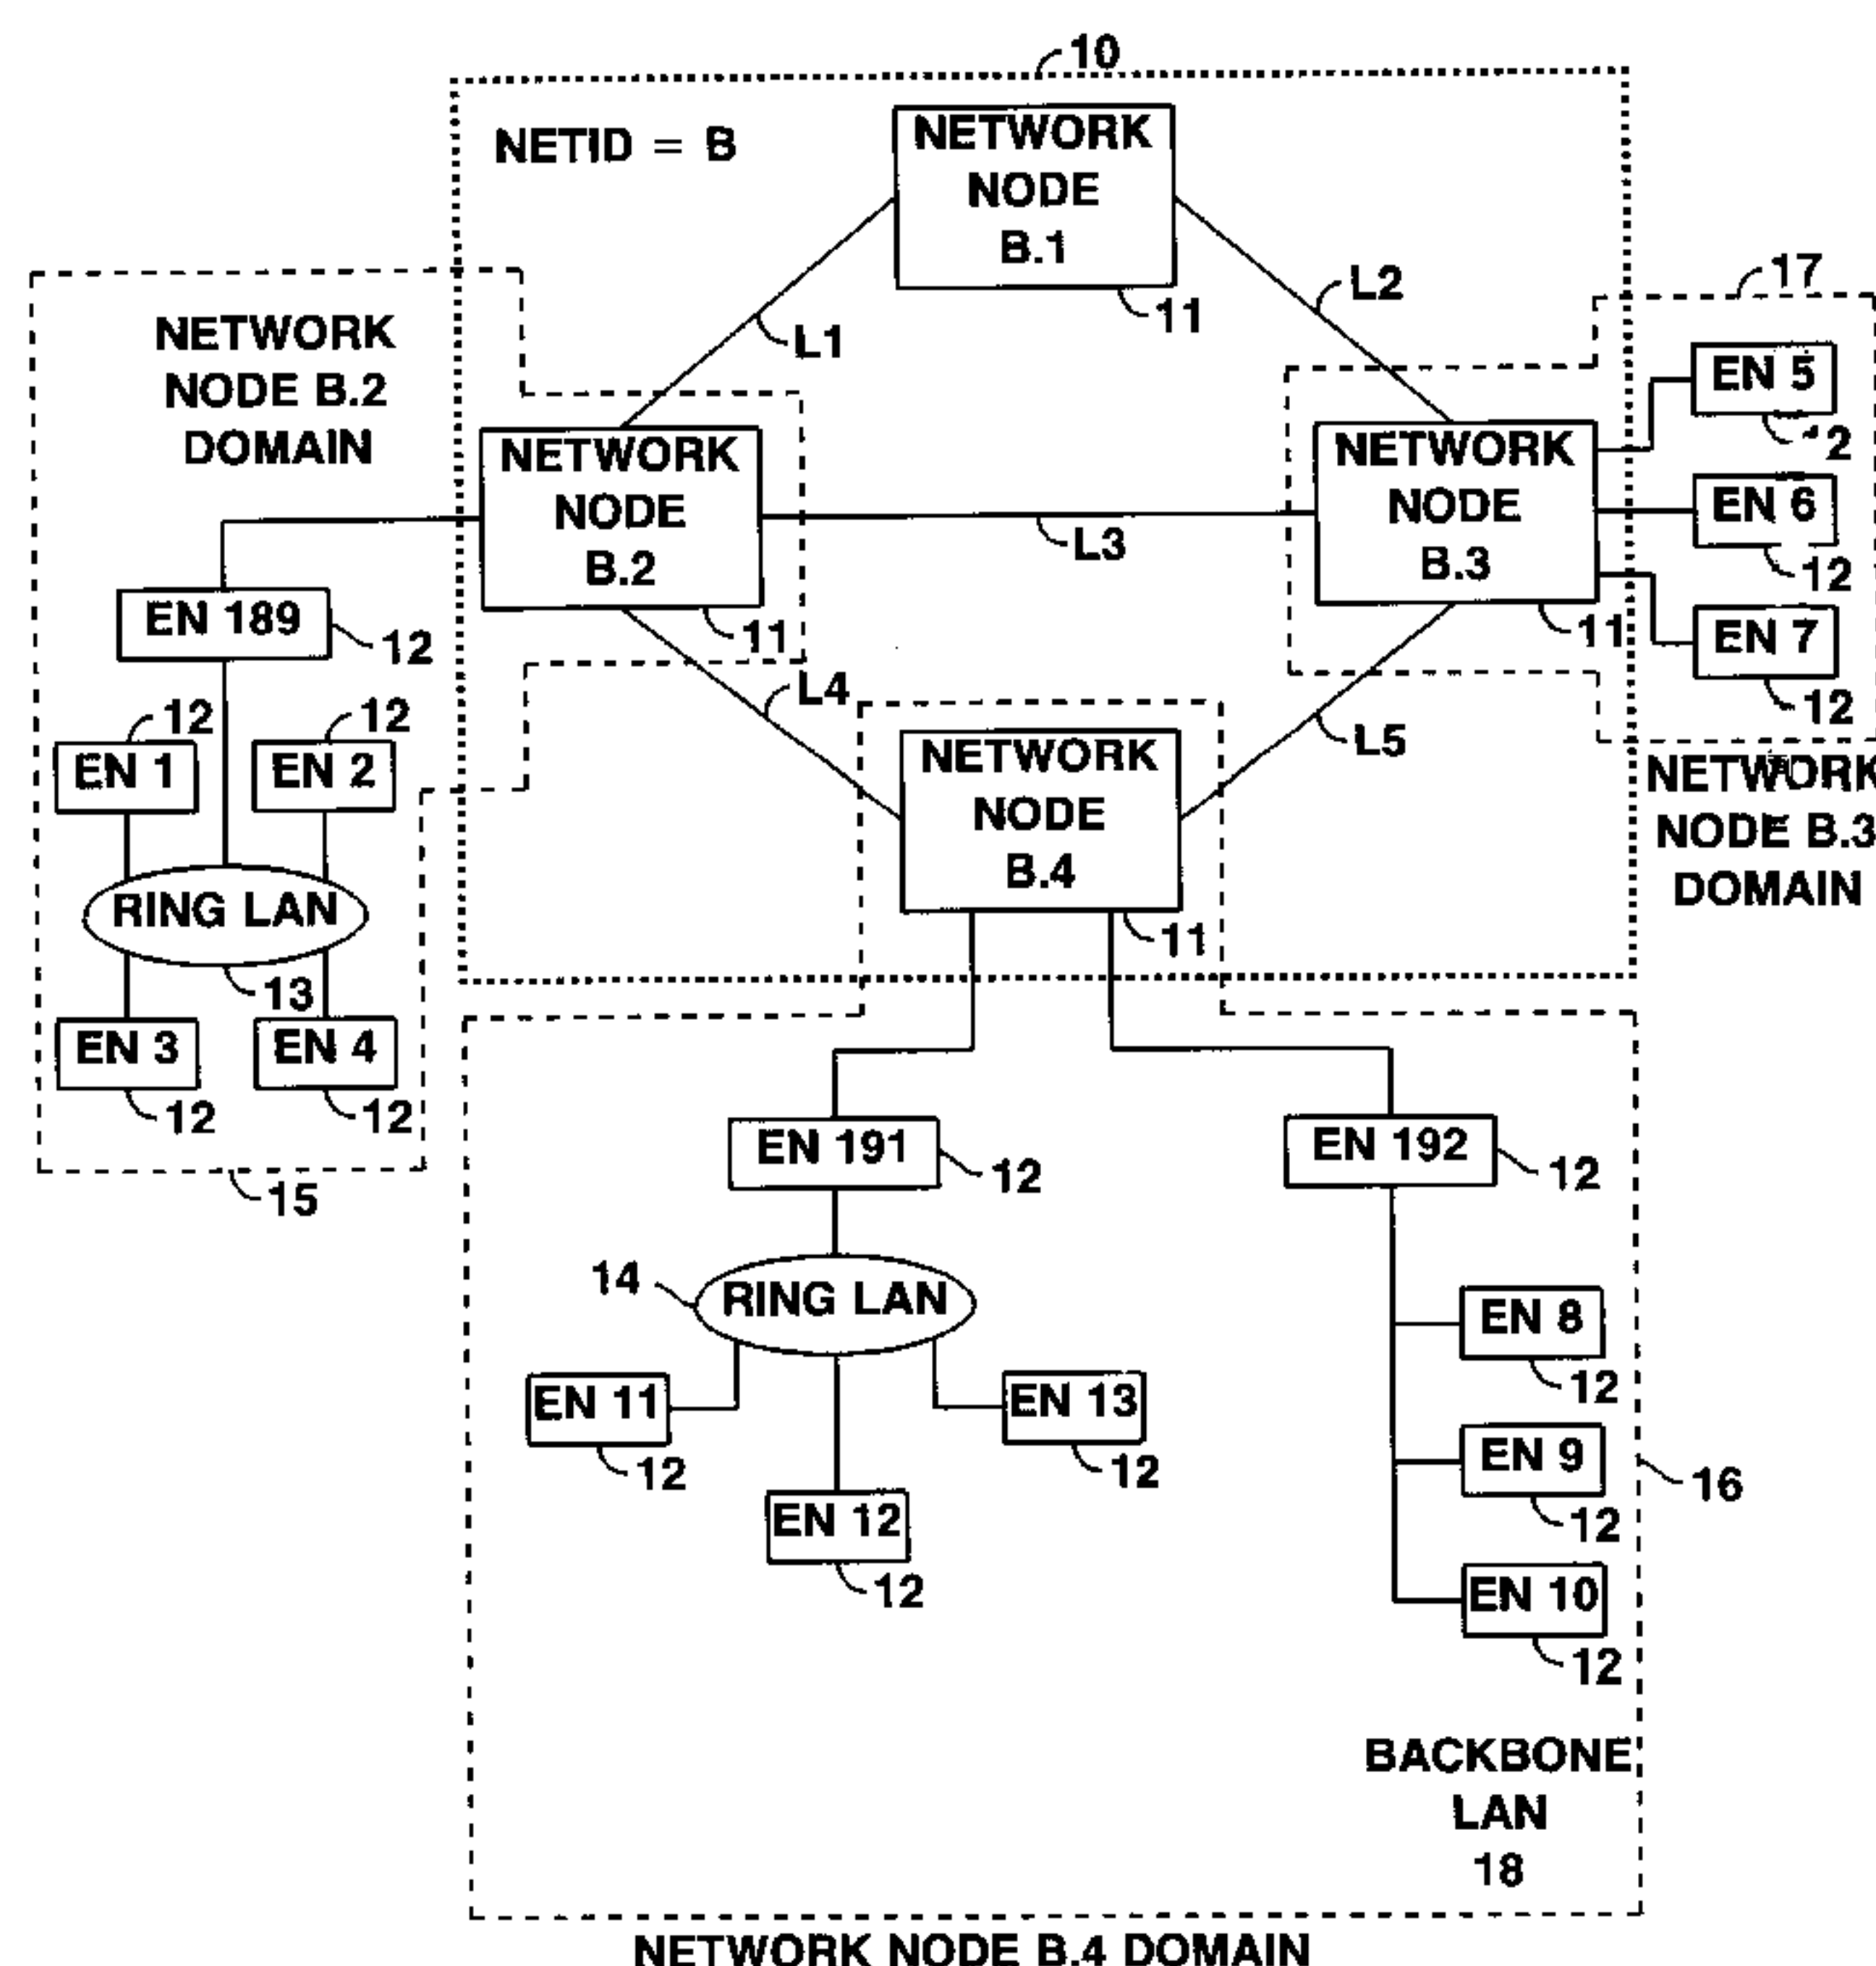 10
NETID = B
NETWORK
NODE
B.1
11
L1
L2
17
NETWORK
NODE B.2
DOMAIN
NETWORK
NODE
B.2
11
L3
NETWORK
NODE
B.3
11
EN 5
12
EN 6
12
EN 7
12
NETWORK
NODE B.3
DOMAIN
EN 189
12
L4
L5
NETWORK
NODE
B.4
11
12
EN 1
12
EN 2
RING LAN
13
EN 3
12
EN 4
12
15
EN 191
12
EN 192
12
14
RING LAN
EN 11
12
EN 13
12
EN 12
12
EN 8
12
EN 9
12
EN 10
12
16
BACKBONE
LAN
18
NETWORK NODE B.4 DOMAIN